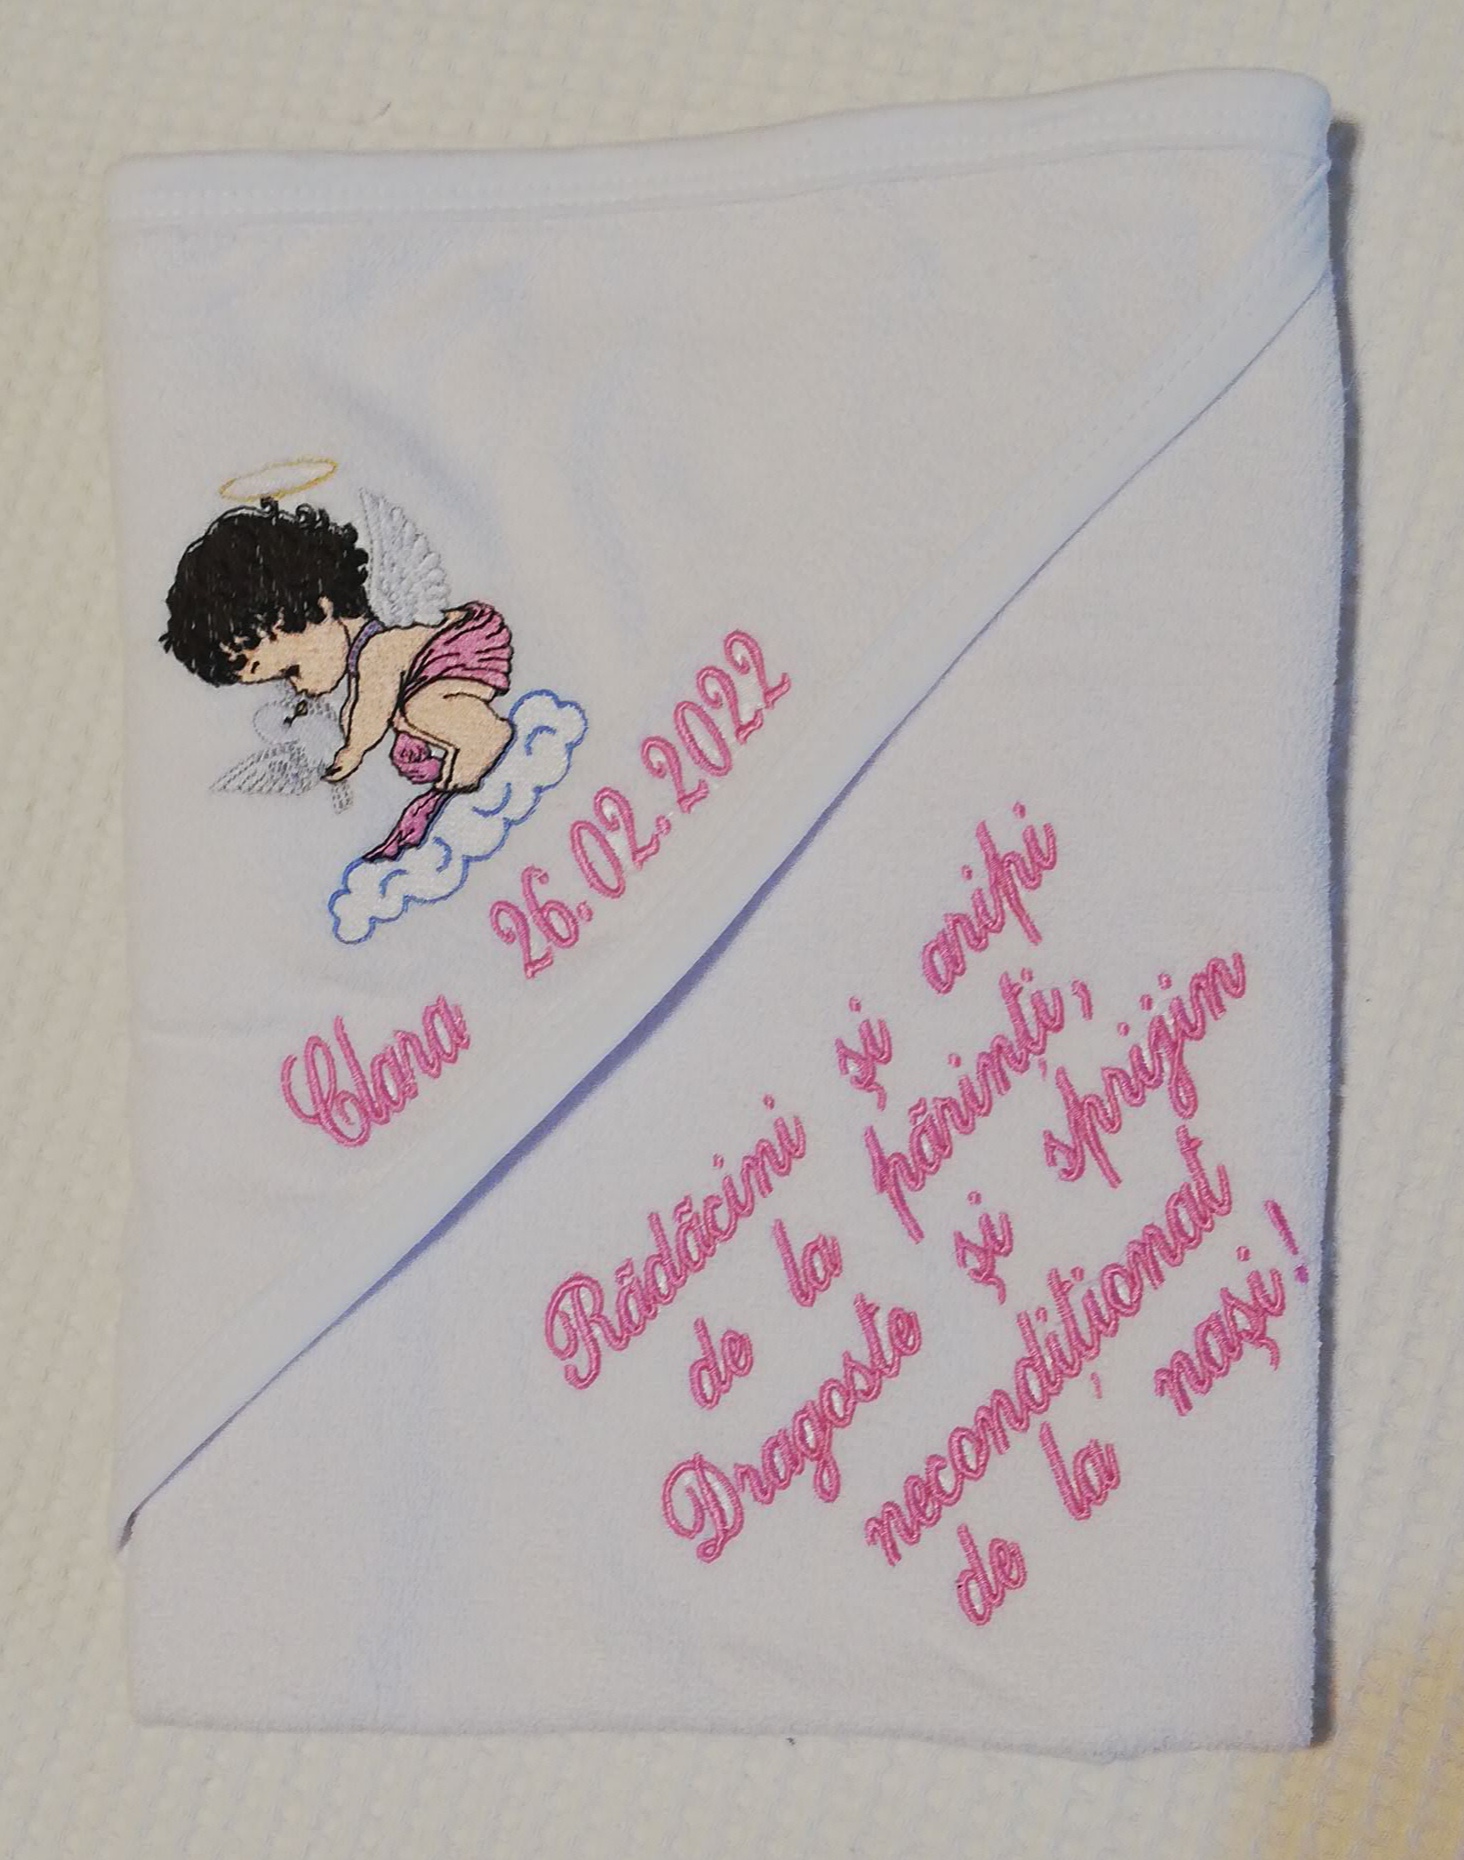 Clara 26.02.2022
Rădăcini și aripi
de la părinți,
Dragoste și sprijin
necondiționat
de la nași!